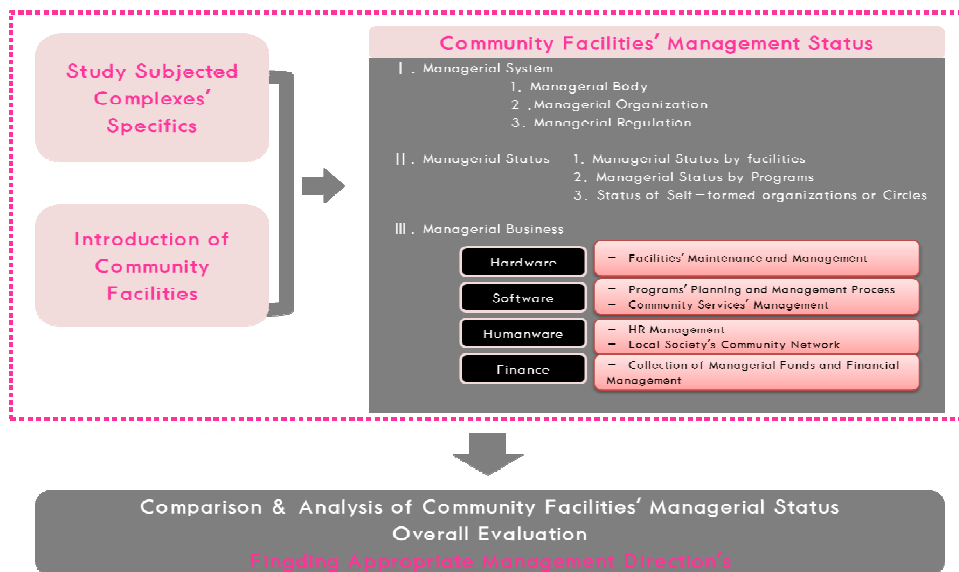 Study Subjected
Complexes'
Specifics
Introduction of
Community
Facilities
Community Facilities' Management Status
Ⅰ. Managerial System
1. Managerial Body
2 .Managerial Organization
3. Managerial Regulation
Ⅱ. Managerial Status 1. Managerial Status by facilities
2. Managerial Status by Programs
3. Status of Self-formed organizations or Circles
Ⅲ. Managerial Business
Hardware
- Facilities' Maintenance and Management
Software
- Programs' Planning and Management Process
- Community Services' Management
Humanware
- HR Management
- Local Society's Community Network
Finance
- Collection of Managerial Funds and Financial
Management
Comparison & Analysis of Community Facilities' Managerial Status
Overall Evaluation
Fingding Appropriate Management Direction's